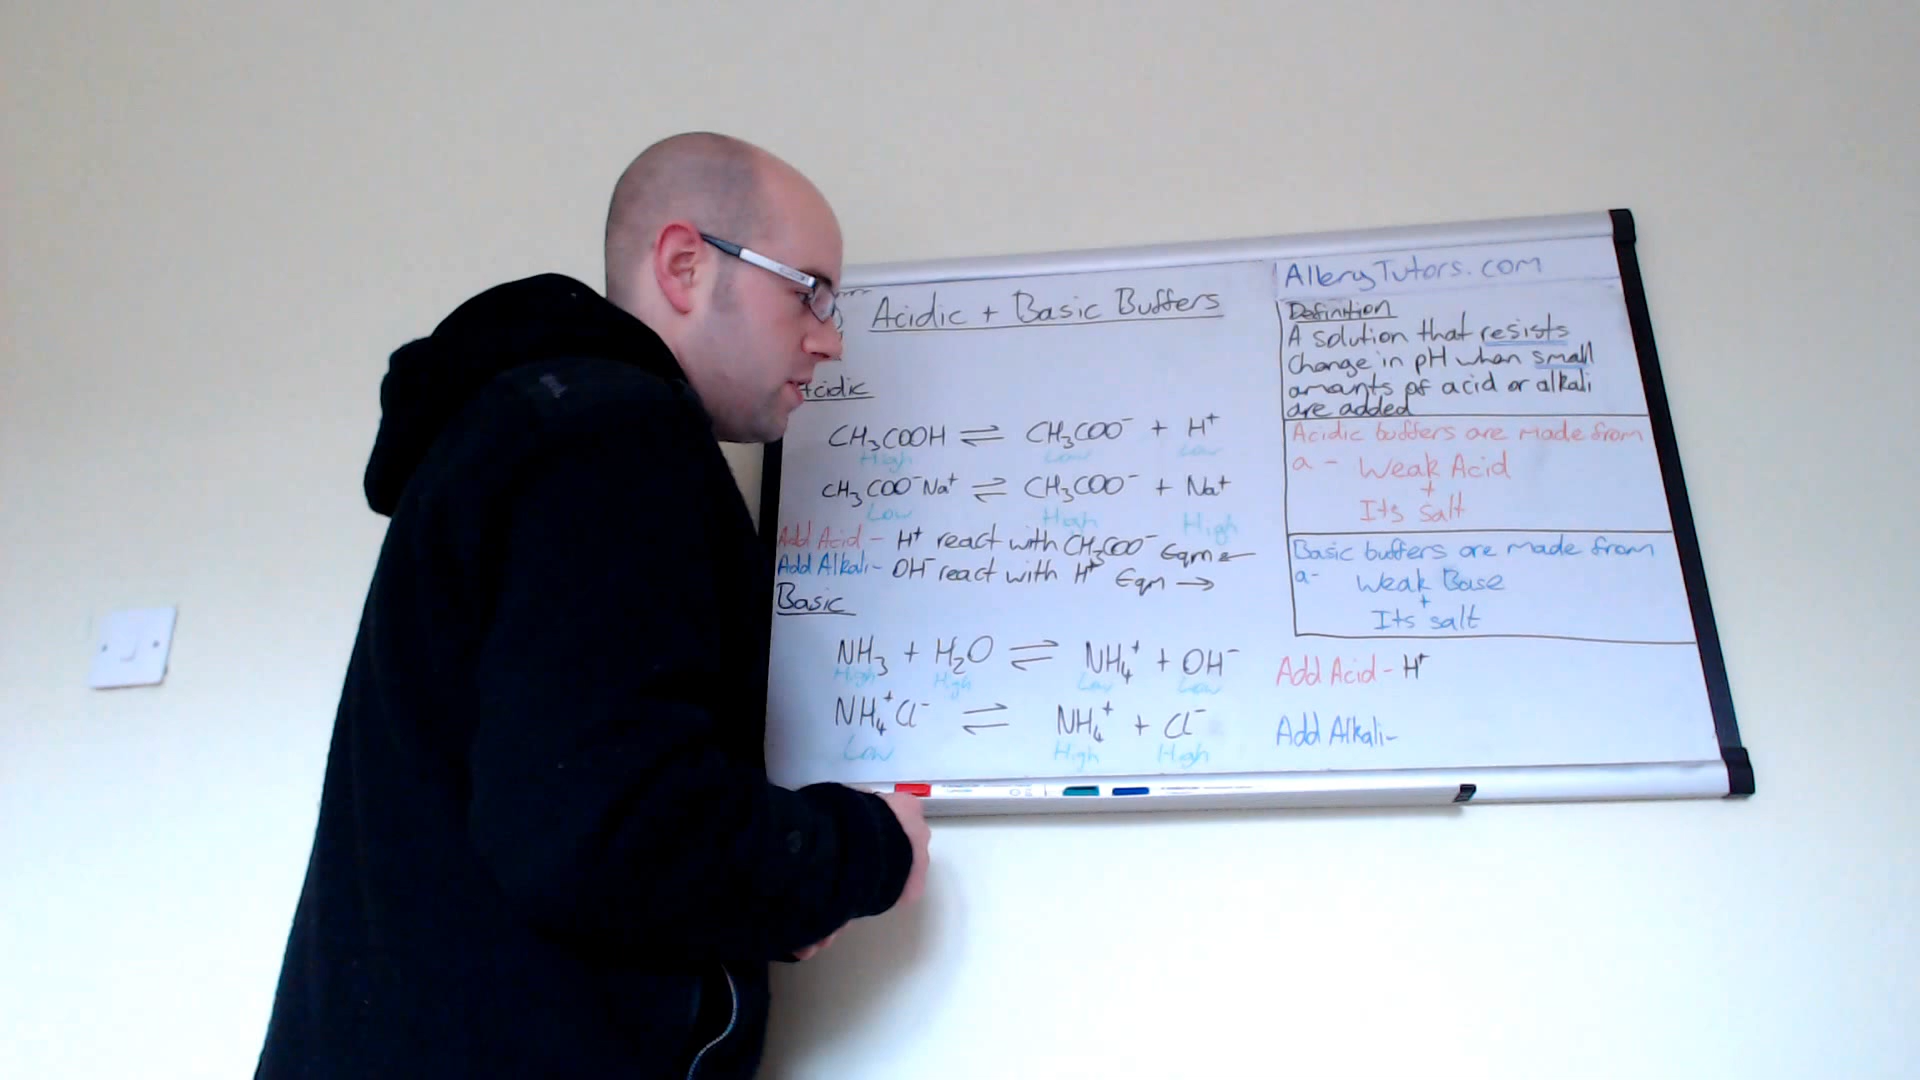 Acidic + Basic Buffers
Acidic
CH₃COOH ⇌ CH₃COO⁻ + H⁺
High Low Low
CH₃COO⁻Na⁺ ⇌ CH₃COO⁻ + Na⁺
Low High High
Add Acid - H⁺ react with CH₃COO⁻ Eqm ←
Add Alkali - OH⁻ react with H⁺ Eqm →
Basic
NH₃ + H₂O ⇌ NH₄⁺ + OH⁻
High High Low Low
NH₄⁺Cl⁻ ⇌ NH₄⁺ + Cl⁻
Low High High
AlleryTutors.com
Definition
A solution that resists
change in pH when small
amounts of acid or alkali
are added
Acidic buffers are made from
a - Weak Acid
+
Its salt
Basic buffers are made from
a- Weak Base
+
Its salt
Add Acid - H⁺
Add Alkali-